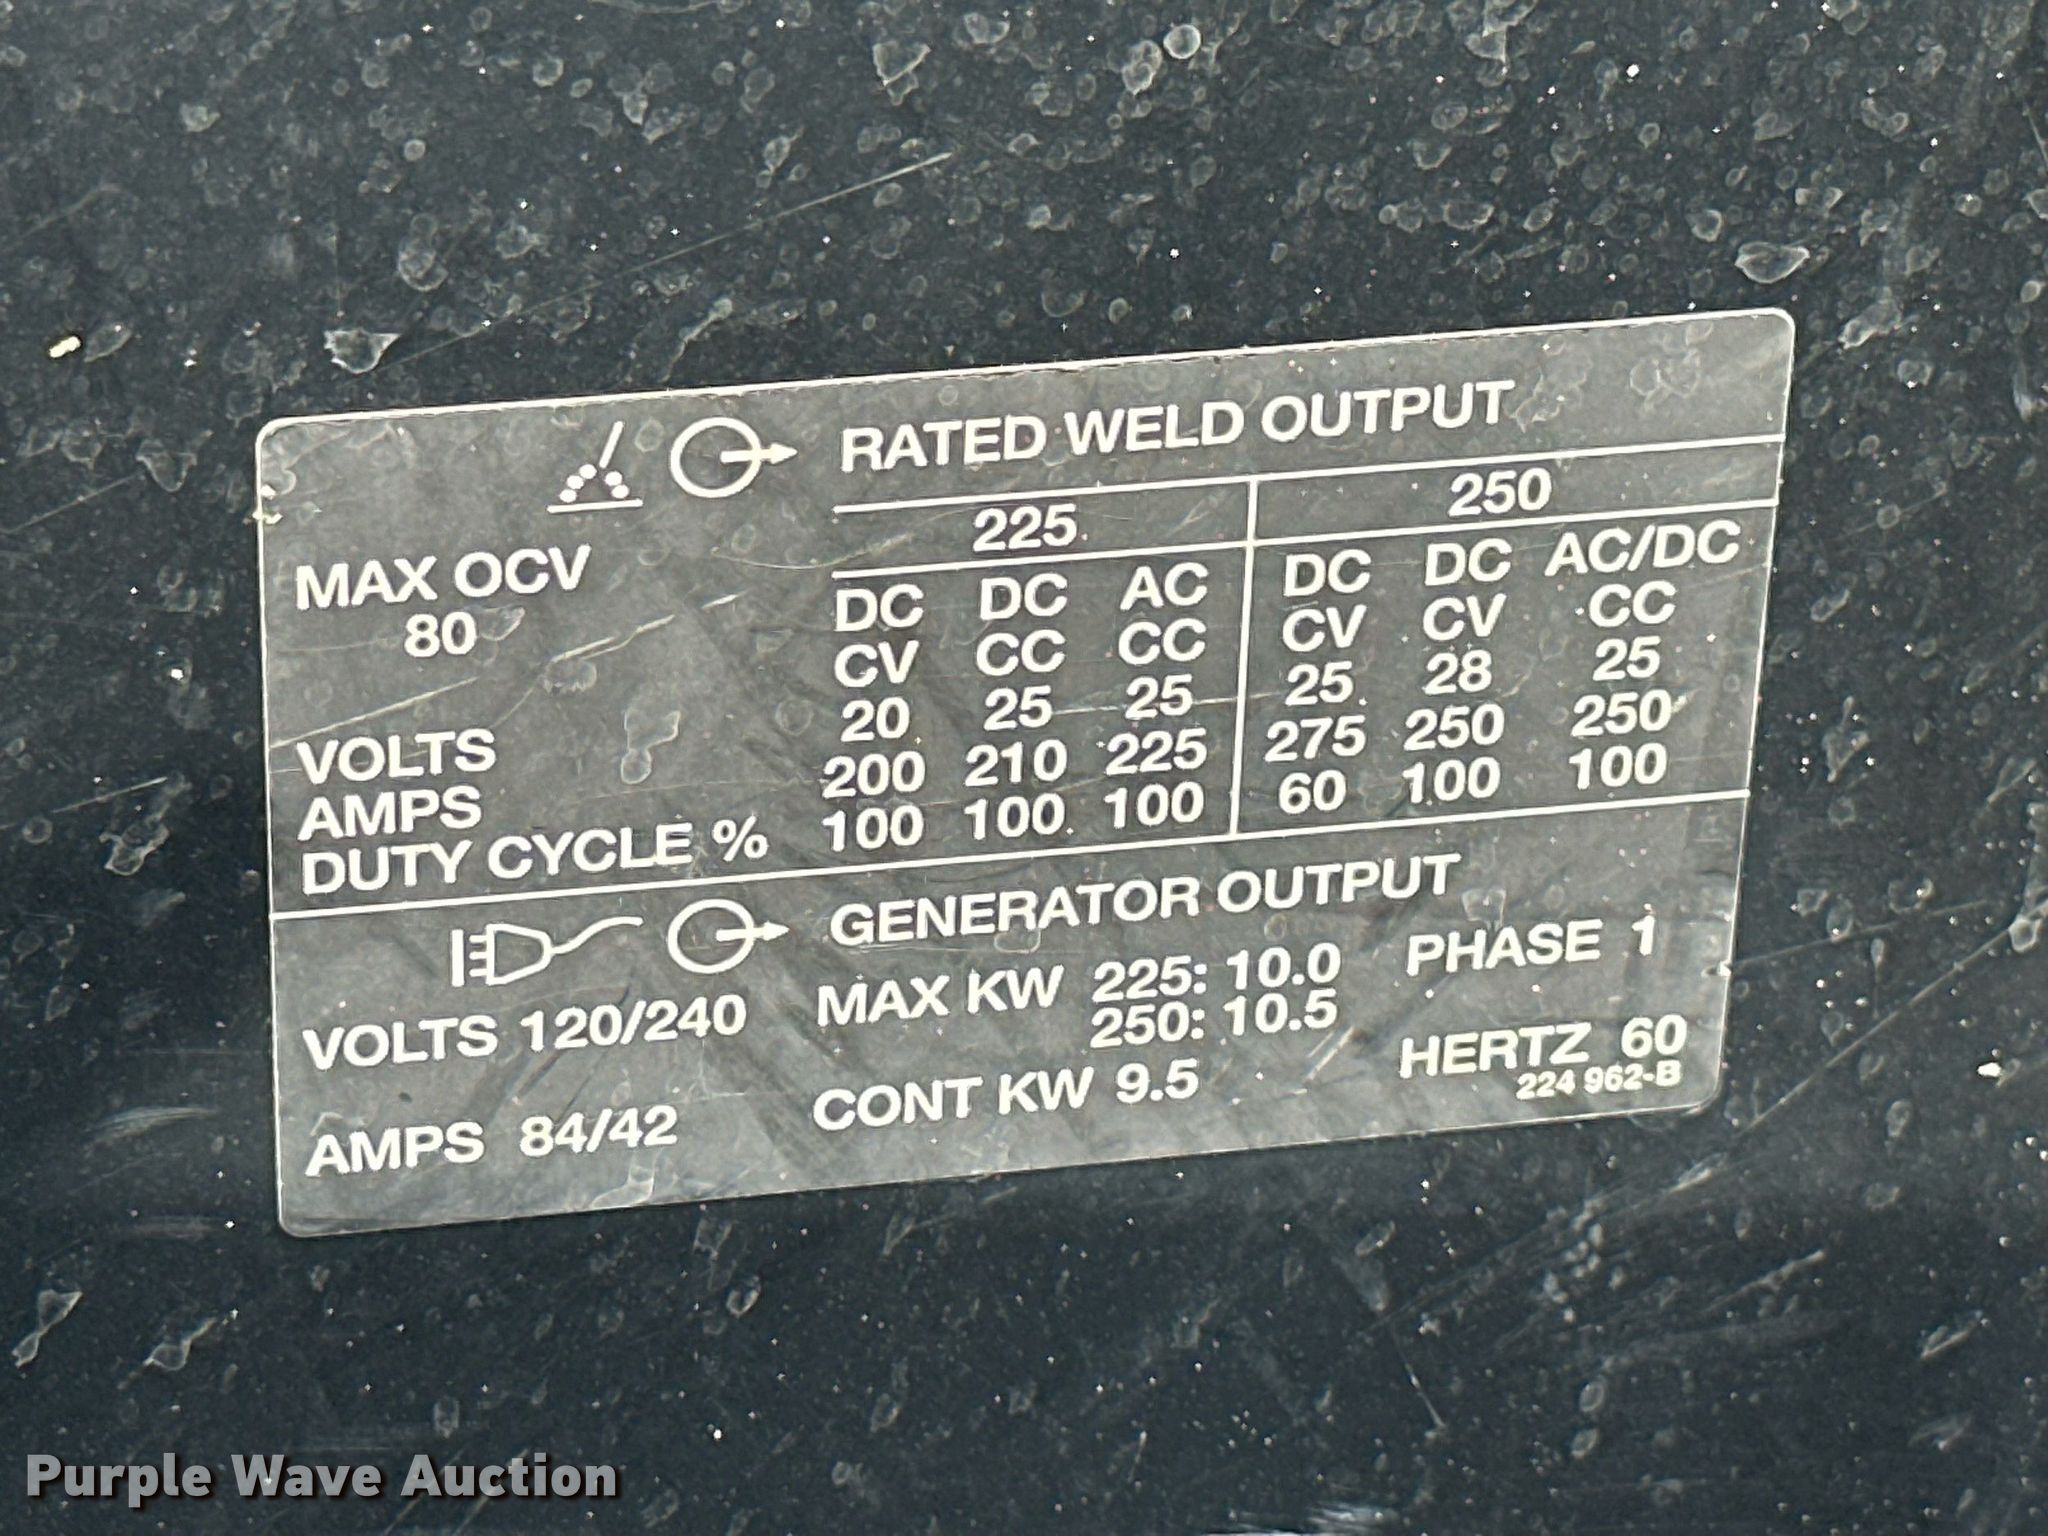 RATED WELD OUTPUT
225 250
MAX OCV DC DC AC DC DC AC/DC
80 CV CC CC CV CV CC
VOLTS 20 25 25 25 28 25
AMPS 200 210 225 275 250 250
DUTY CYCLE % 100 100 100 60 100 100
GENERATOR OUTPUT
VOLTS 120/240 MAX KW 225: 10.0 PHASE 1
250: 10.5
AMPS 84/42 CONT KW 9.5 HERTZ 60
224 962-B
Purple Wave Auction